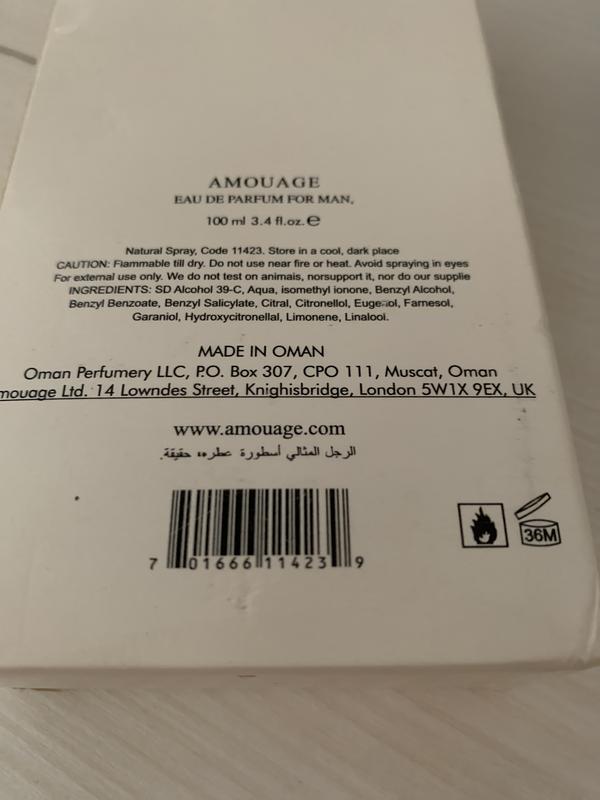 AMOUAGE
EAU DE PARFUM FOR MAN,
100 ml 3.4 fl.oz. ℮
Natural Spray, Code 11423. Store in a cool, dark place
CAUTION: Flammable till dry. Do not use near fire or heat. Avoid spraying in eyes
For external use only. We do not test on animais, norsupport it, nor do our supplie
INGREDIENTS: SD Alcohol 39-C, Aqua, isomethyl ionone, Benzyl Alcohol,
Benzyl Benzoate, Benzyl Salicylate, Citral, Citronellol, Farnesol,
Garaniol, Hydroxycitronellal, Limonene, Linalool.
MADE IN OMAN
Oman Perfumery LLC, P.O. Box 307, CPO 111, Muscat, Oman
mouage Ltd. 14 Lowndes Street, Knighisbridge, London 5W1X 9EX, UK
www.amouage.com
الرجل المثالي أسطورة حقيقة.
7 01666 11423 9
36M